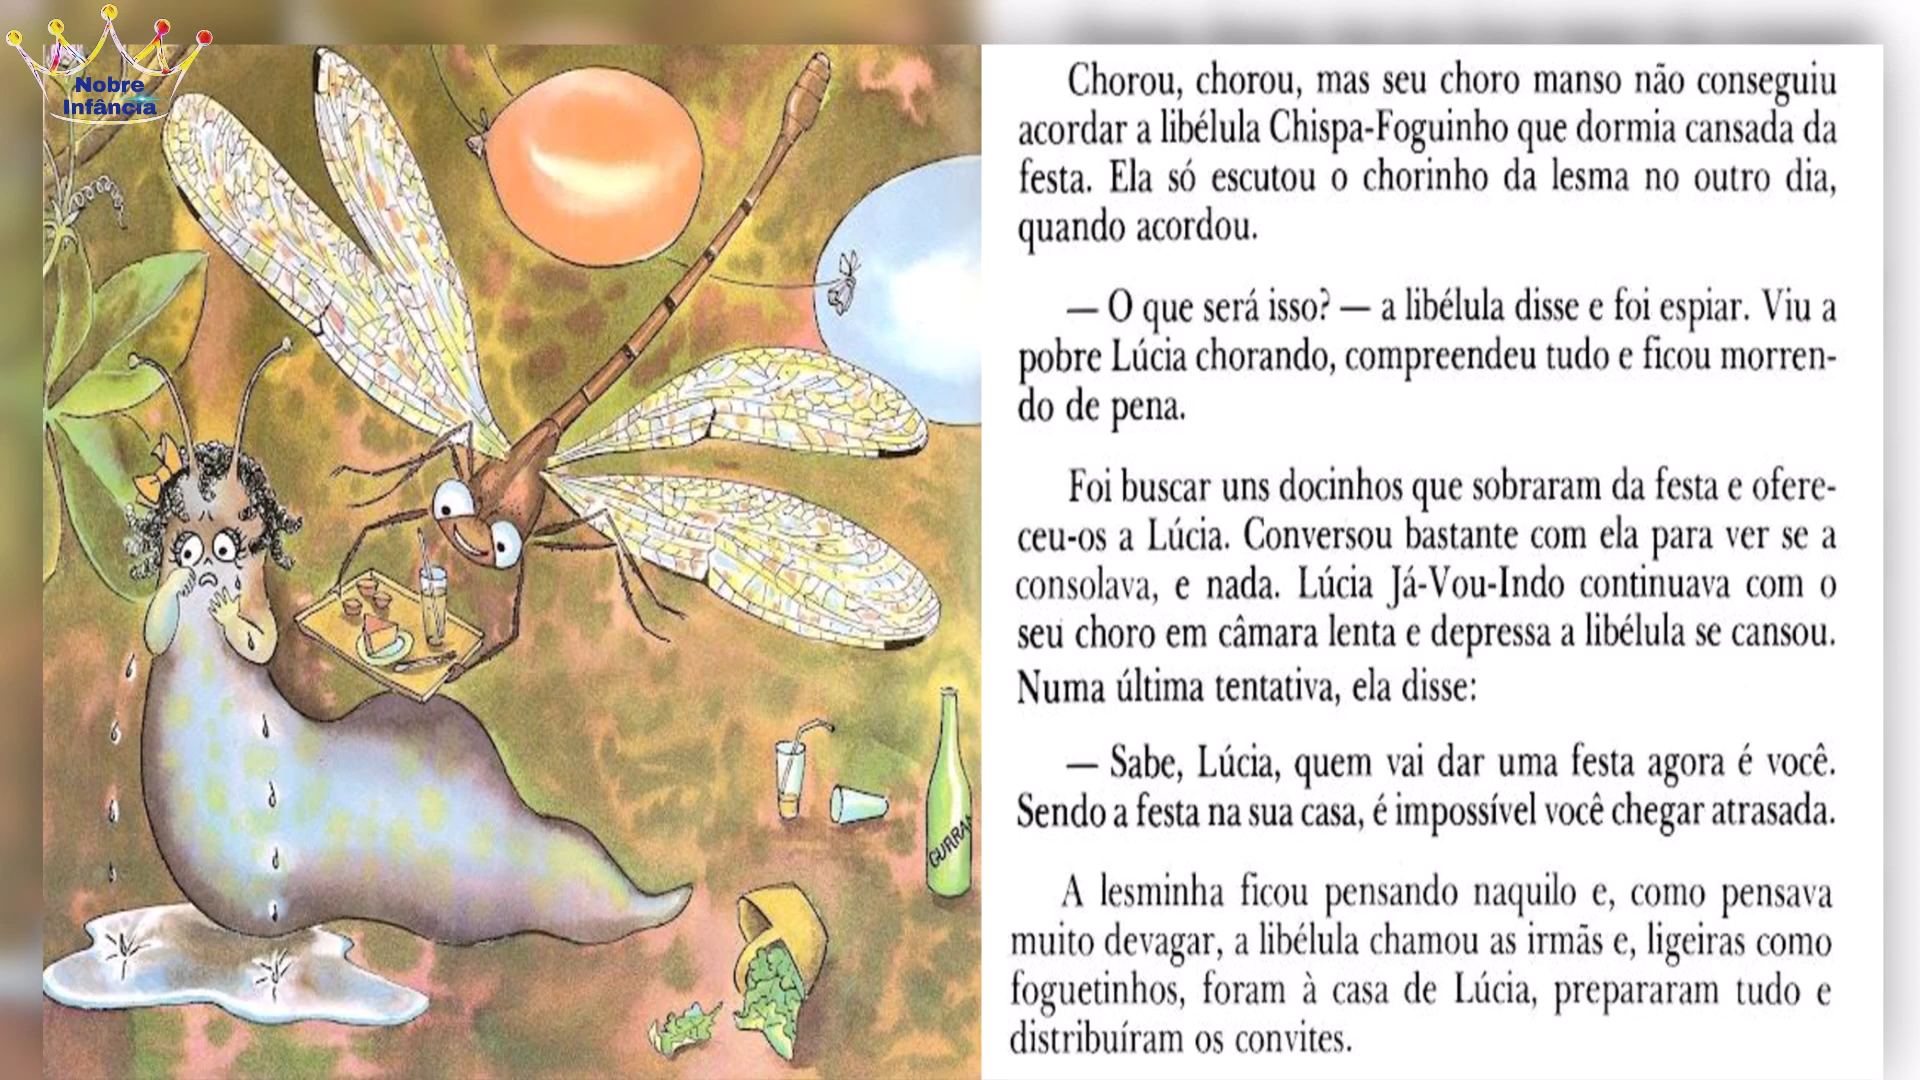 Nobre
Infância
Chorou, chorou, mas seu choro manso não conseguiu
acordar a libélula Chispa-Foguinho que dormia cansada da
festa. Ela só escutou o chorinho da lesma no outro dia,
quando acordou.
— O que será isso? — a libélula disse e foi espiar. Viu a
pobre Lúcia chorando, compreendeu tudo e ficou morren-
do de pena.
Foi buscar uns docinhos que sobraram da festa e ofere-
ceu-os a Lúcia. Conversou bastante com ela para ver se a
consolava, e nada. Lúcia Já-Vou-Indo continuava com o
seu choro em câmara lenta e depressa a libélula se cansou.
Numa última tentativa, ela disse:
— Sabe, Lúcia, quem vai dar uma festa agora é você.
Sendo a festa na sua casa, é impossível você chegar atrasada.
A lesminha ficou pensando naquilo e, como pensava
muito devagar, a libélula chamou as irmãs e, ligeiras como
foguetinhos, foram à casa de Lúcia, prepararam tudo e
distribuíram os convites.